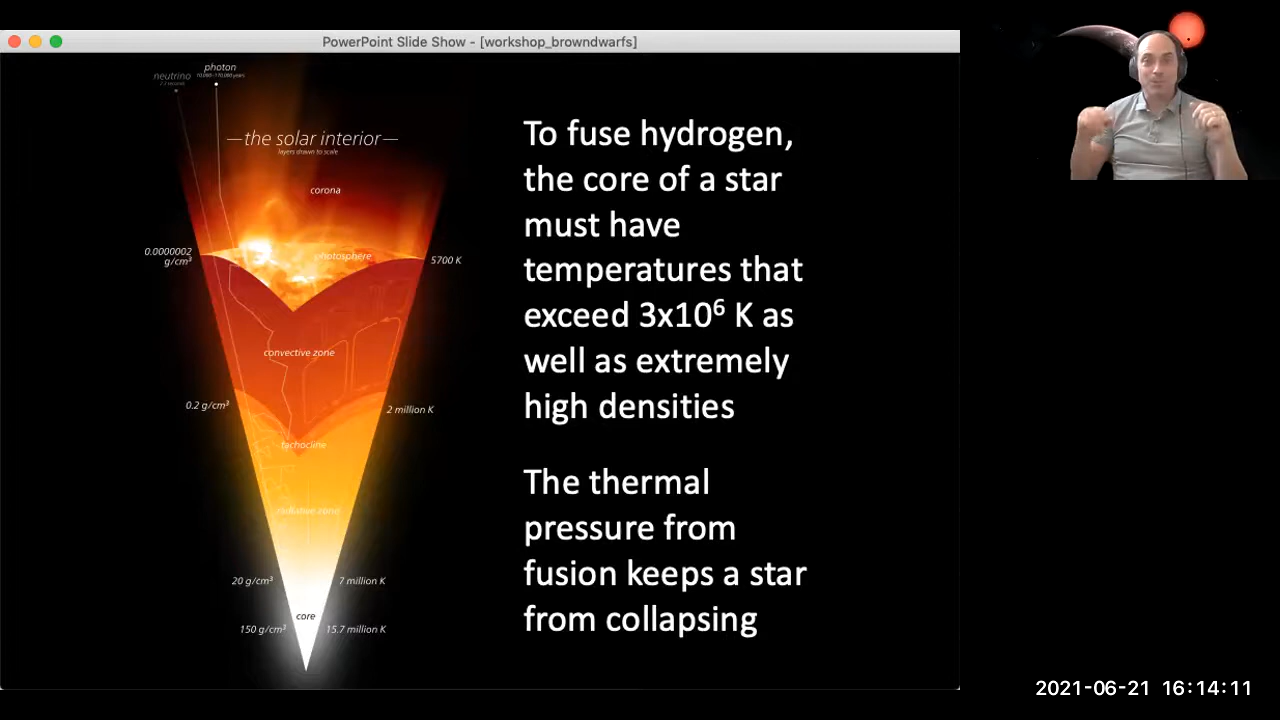 PowerPoint Slide Show - [workshop_browndwarfs]
photon
neutrino
—the solar interior—
layers drawn to scale
corona
photosphere
0.0000002
g/cm³
5700 K
convective zone
0.2 g/cm³
2 million K
tachocline
radiative zone
20 g/cm³
7 million K
core
150 g/cm³
15.7 million K
To fuse hydrogen,
the core of a star
must have
temperatures that
exceed 3x10⁶ K as
well as extremely
high densities
The thermal
pressure from
fusion keeps a star
from collapsing
2021-06-21 16:14:11